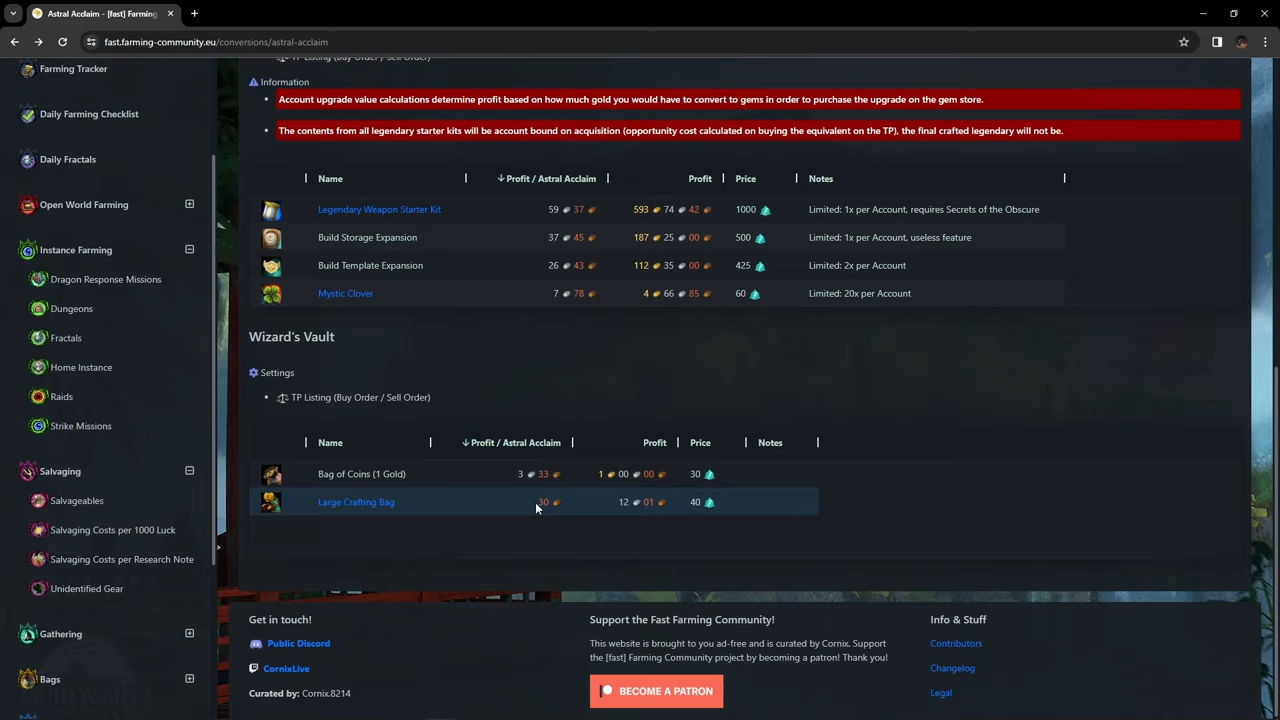 Astral Acclaim - [fast] Farming
fast.farming-community.eu/conversions/astral-acclaim
Farming Tracker
Daily Farming Checklist
Daily Fractals
Open World Farming
Instance Farming
Dragon Response Missions
Dungeons
Fractals
Home Instance
Raids
Strike Missions
Salvaging
Salvageables
Salvaging Costs per 1000 Luck
Salvaging Costs per Research Note
Unidentified Gear
Gathering
Bags
TP Listing (Buy Order / Sell Order)
Information
Account upgrade value calculations determine profit based on how much gold you would have to convert to gems in order to purchase the upgrade on the gem store.
The contents from all legendary starter kits will be account bound on acquisition (opportunity cost calculated on buying the equivalent on the TP), the final crafted legendary will not be.
Name Profit / Astral Acclaim Profit Price Notes
Legendary Weapon Starter Kit 59 37 593 74 42 1000 Limited: 1x per Account, requires Secrets of the Obscure
Build Storage Expansion 37 45 187 25 00 500 Limited: 1x per Account, useless feature
Build Template Expansion 26 43 112 35 00 425 Limited: 2x per Account
Mystic Clover 7 78 4 66 85 60 Limited: 20x per Account
Wizard's Vault
Settings
TP Listing (Buy Order / Sell Order)
Name Profit / Astral Acclaim Profit Price Notes
Bag of Coins (1 Gold) 3 33 1 00 00 30
Large Crafting Bag 30 12 01 40
Get in touch!
Public Discord
CornixLive
Curated by: Cornix.8214
Support the Fast Farming Community!
This website is brought to you ad-free and is curated by Cornix. Support
the [fast] Farming Community project by becoming a patron! Thank you!
BECOME A PATRON
Info & Stuff
Contributors
Changelog
Legal
GUILD WARS 2